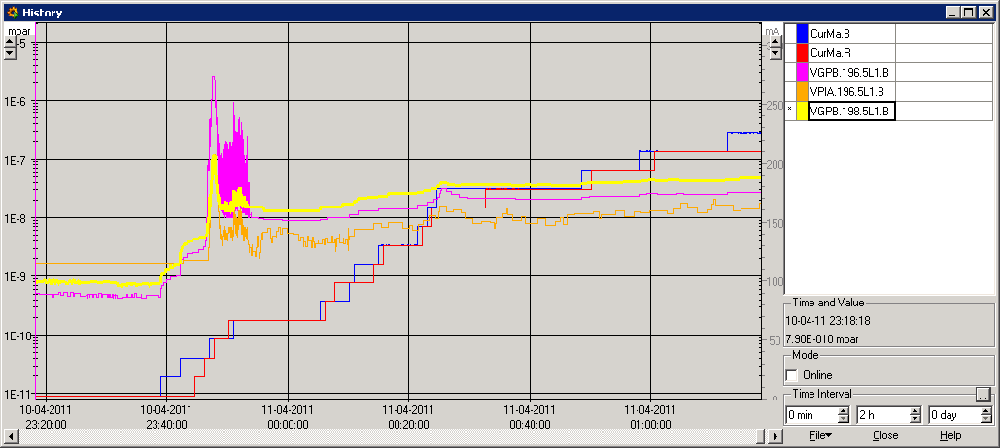 History
mbar
mA
-5
1E-6
1E-7
1E-8
1E-9
1E-10
1E-11
250
200
150
100
50
0
10-04-2011 10-04-2011 11-04-2011 11-04-2011 11-04-2011 11-04-2011
23:20:00 23:40:00 00:00:00 00:20:00 00:40:00 01:00:00
CurMa.B
CurMa.R
VGPB.196.5L1.B
VPIA.196.5L1.B
* VGPB.198.5L1.B
Time and Value
10-04-11 23:18:18
7.90E-010 mbar
Mode
Online
Time Interval
...
0 min 2 h 0 day
File Close Help